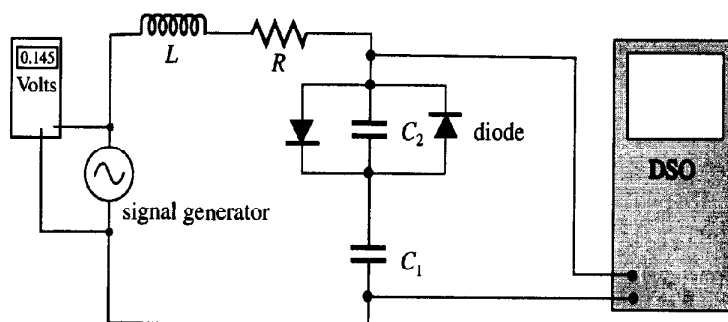 0.145
Volts
L
R
C2
diode
DSO
signal generator
C1